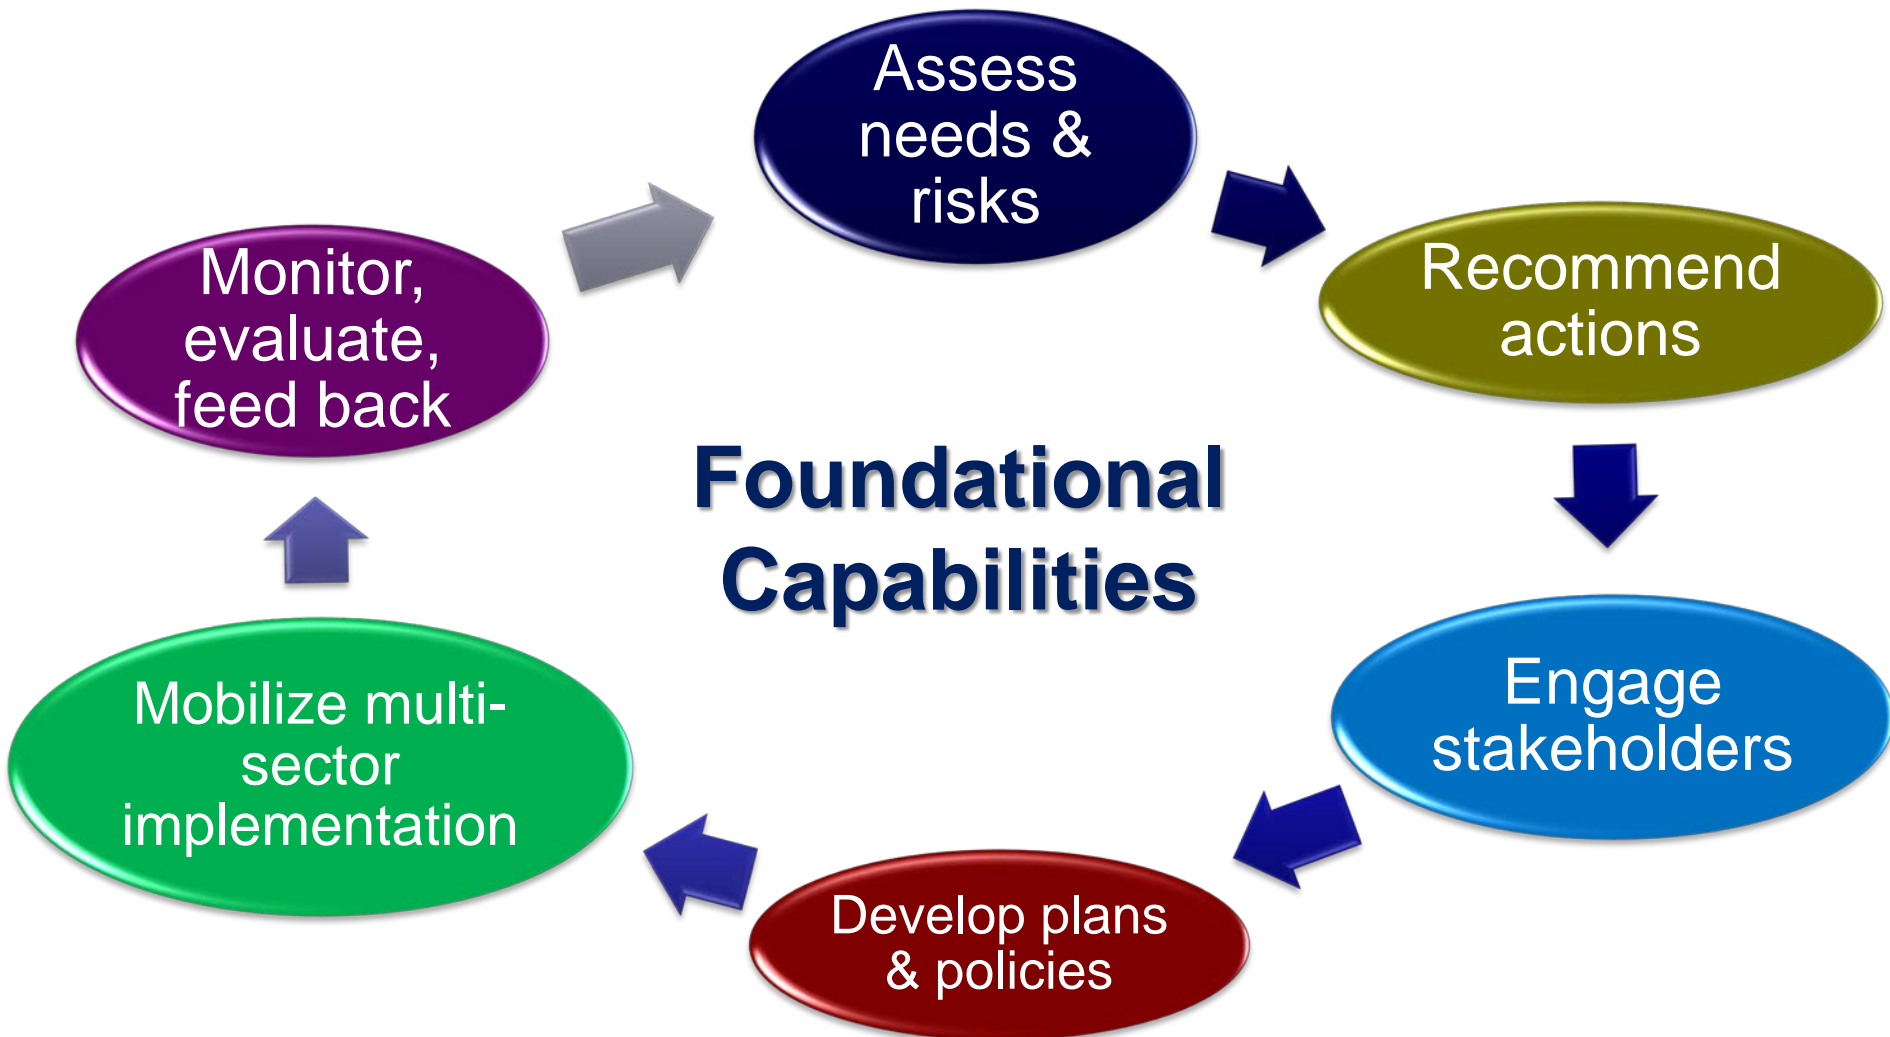 Assess
needs &
risks
Recommend
actions
Engage
stakeholders
Develop plans
& policies
Mobilize multi-
sector
implementation
Monitor,
evaluate,
feed back
Foundational
Capabilities